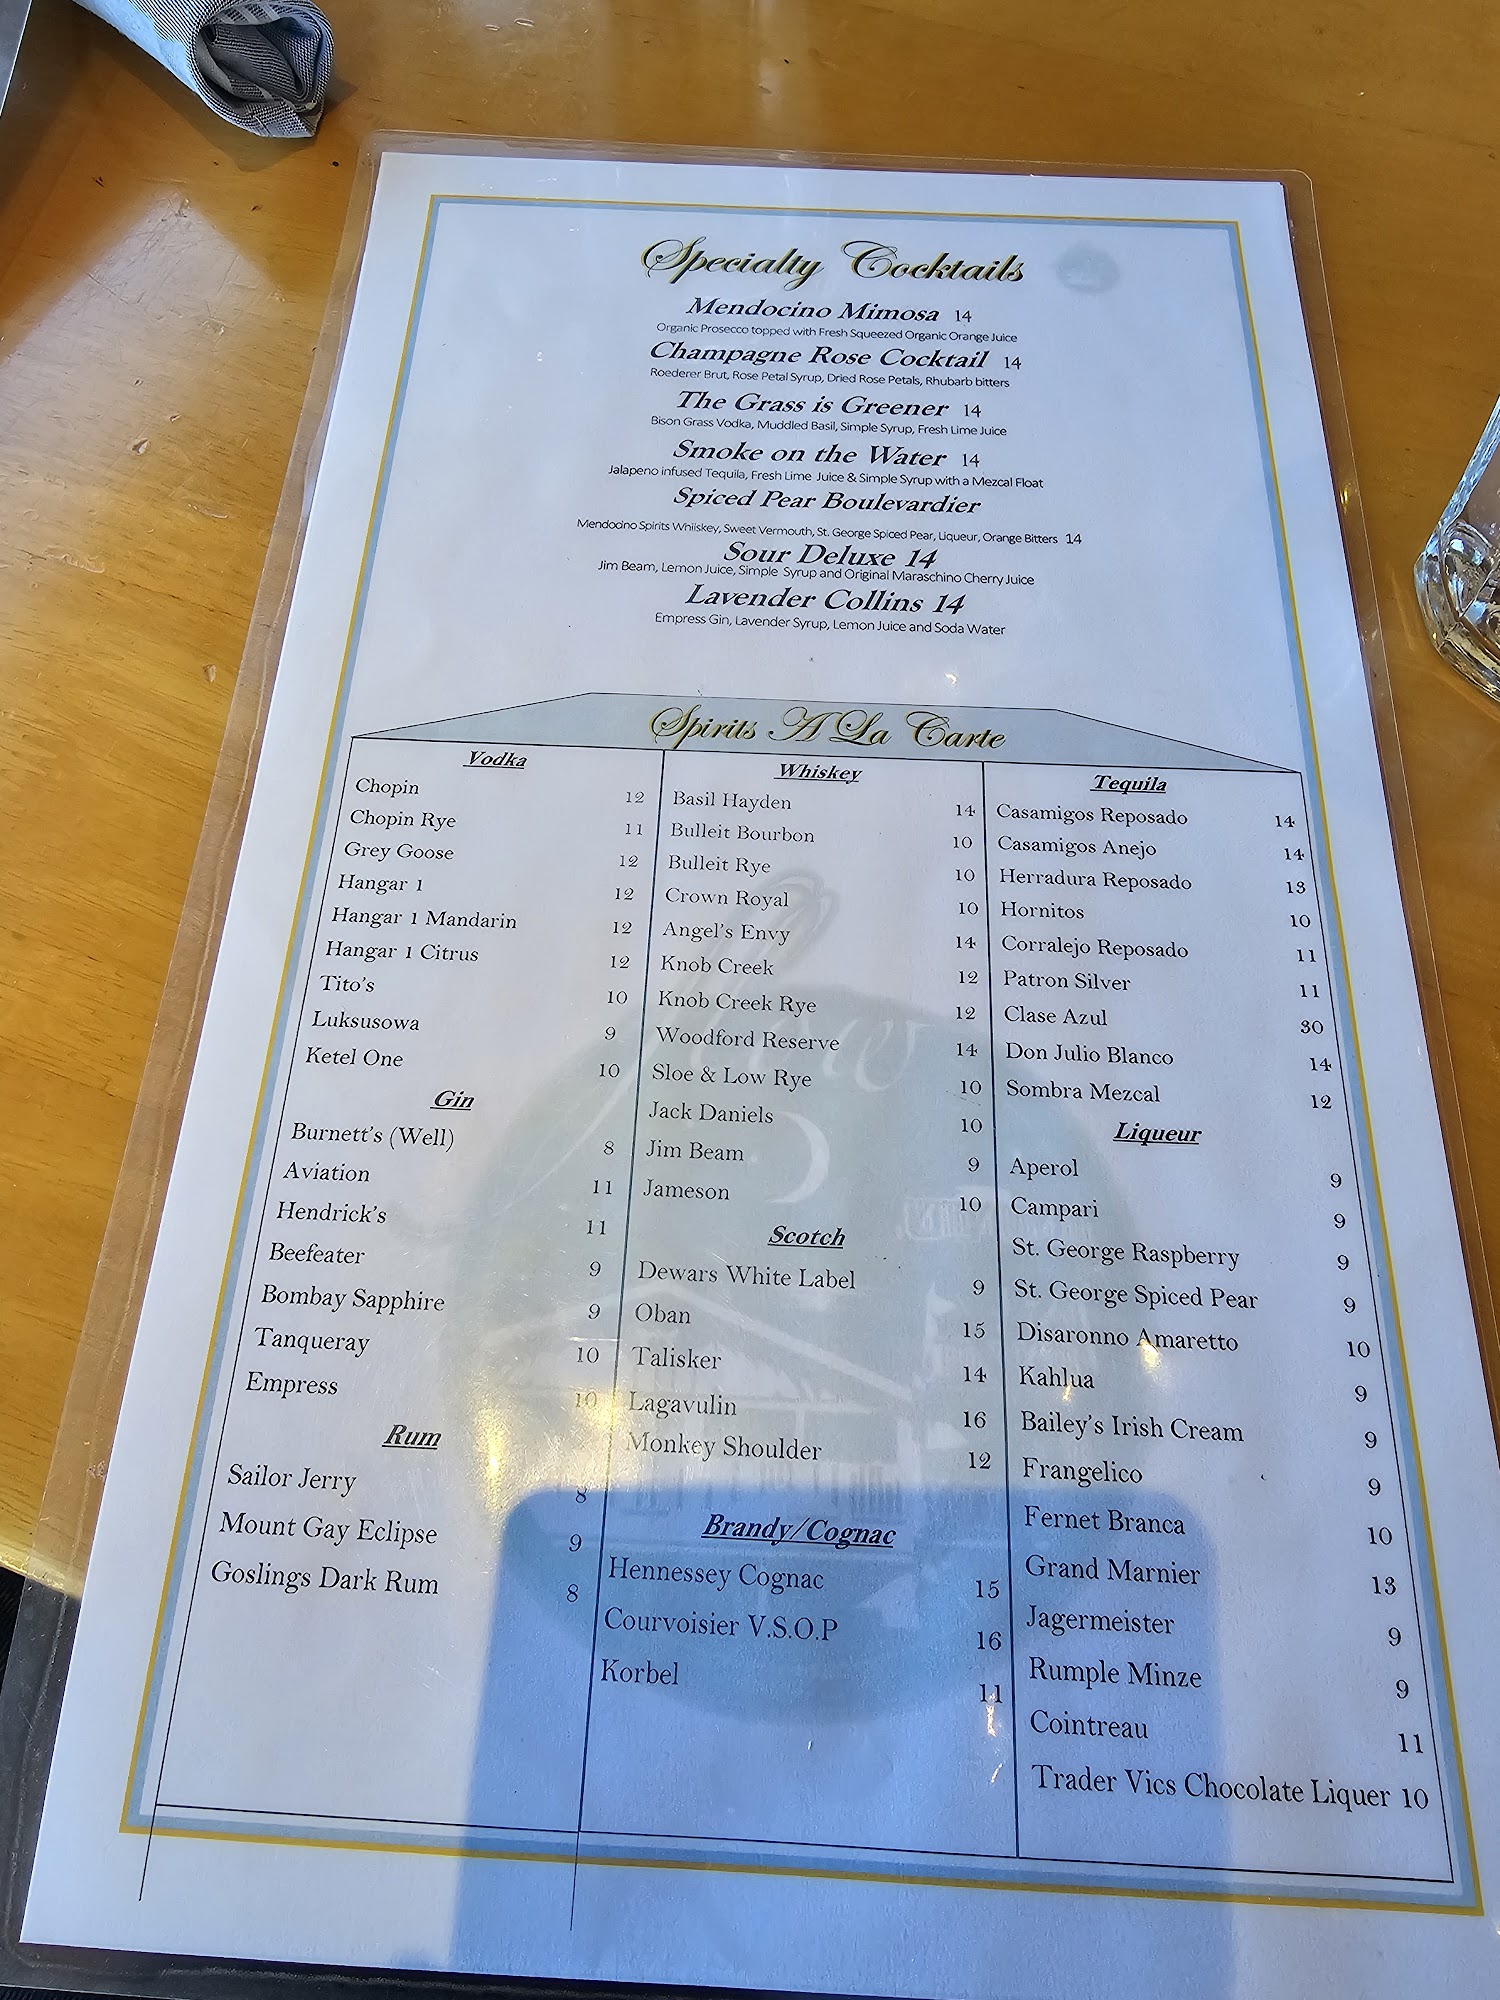 Specialty Cocktails
Mendocino Mimosa 14
Organic Prosecco topped with Fresh Squeezed Organic Orange Juice
Champagne Rose Cocktail 14
Roederer Brut, Rose Petal Syrup, Dried Rose Petals, Rhubarb bitters
The Grass is Greener 14
Bison Grass Vodka, Muddled Basil, Simple Syrup, Fresh Lime Juice
Smoke on the Water 14
Jalapeno infused Tequila, Fresh Lime Juice & Simple Syrup with a Mezcal Float
Spiced Pear Boulevardier
Mendocino Spirits Whiiskey, Sweet Vermouth, St. George Spiced Pear, Liqueur, Orange Bitters 14
Sour Deluxe 14
Jim Beam, Lemon Juice, Simple Syrup and Original Maraschino Cherry Juice
Lavender Collins 14
Empress Gin, Lavender Syrup, Lemon Juice and Soda Water
Spirits A La Carte
Vodka
Chopin 12
Chopin Rye 11
Grey Goose 12
Hangar 1 12
Hangar 1 Mandarin 12
Hangar 1 Citrus 12
Tito's 10
Luksusowa 9
Ketel One 10
Gin
Burnett's (Well) 8
Aviation 11
Hendrick's 11
Beefeater 9
Bombay Sapphire 9
Tanqueray 10
Empress 10
Rum
Sailor Jerry 8
Mount Gay Eclipse 9
Goslings Dark Rum 8
Whiskey
Basil Hayden 14
Bulleit Bourbon 10
Bulleit Rye 10
Crown Royal 10
Angel's Envy 14
Knob Creek 12
Knob Creek Rye 12
Woodford Reserve 14
Sloe & Low Rye 10
Jack Daniels 10
Jim Beam 9
Jameson 10
Scotch
Dewars White Label 9
Oban 15
Talisker 14
Lagavulin 16
Monkey Shoulder 12
Brandy/Cognac
Hennessey Cognac 15
Courvoisier V.S.O.P 16
Korbel 11
Tequila
Casamigos Reposado 14
Casamigos Anejo 14
Herradura Reposado 13
Hornitos 10
Corralejo Reposado 11
Patron Silver 11
Clase Azul 30
Don Julio Blanco 14
Sombra Mezcal 12
Liqueur
Aperol 9
Campari 9
St. George Raspberry 9
St. George Spiced Pear 9
Disaronno Amaretto 10
Kahlua 9
Bailey's Irish Cream 9
Frangelico 9
Fernet Branca 10
Grand Marnier 13
Jagermeister 9
Rumple Minze 9
Cointreau 11
Trader Vics Chocolate Liquer 10